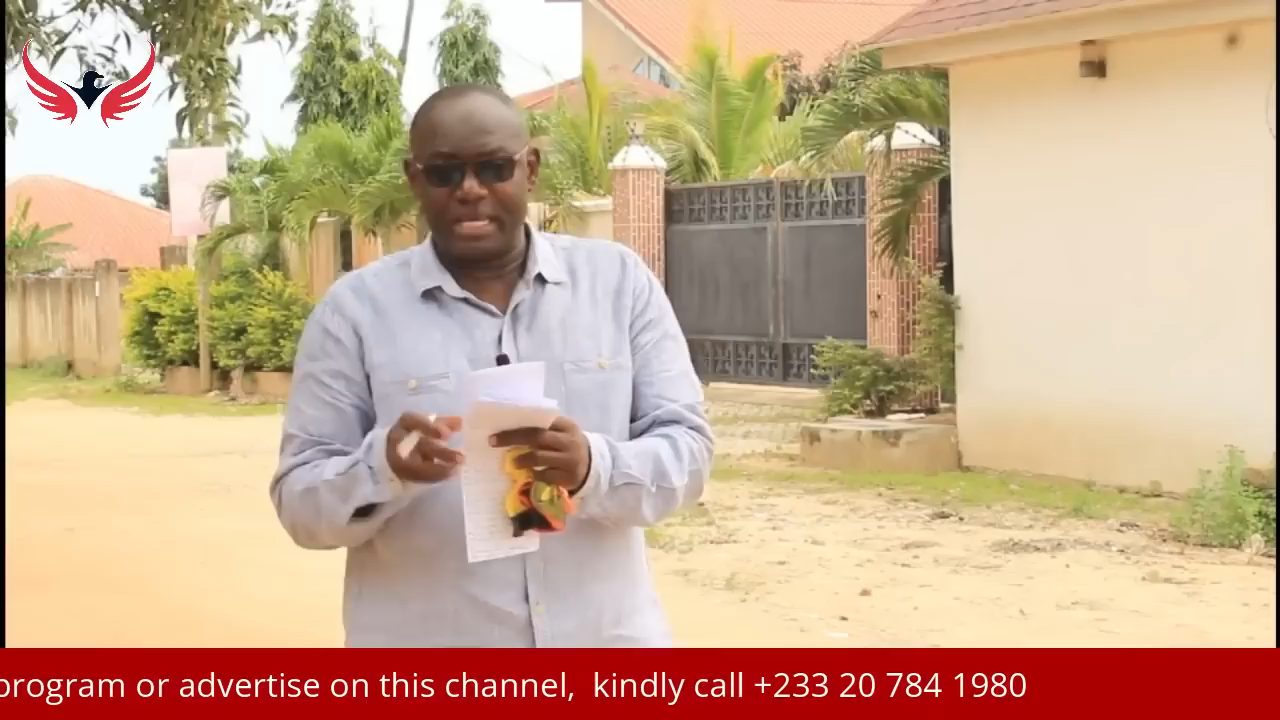 program or advertise on this channel,  kindly call +233 20 784 1980